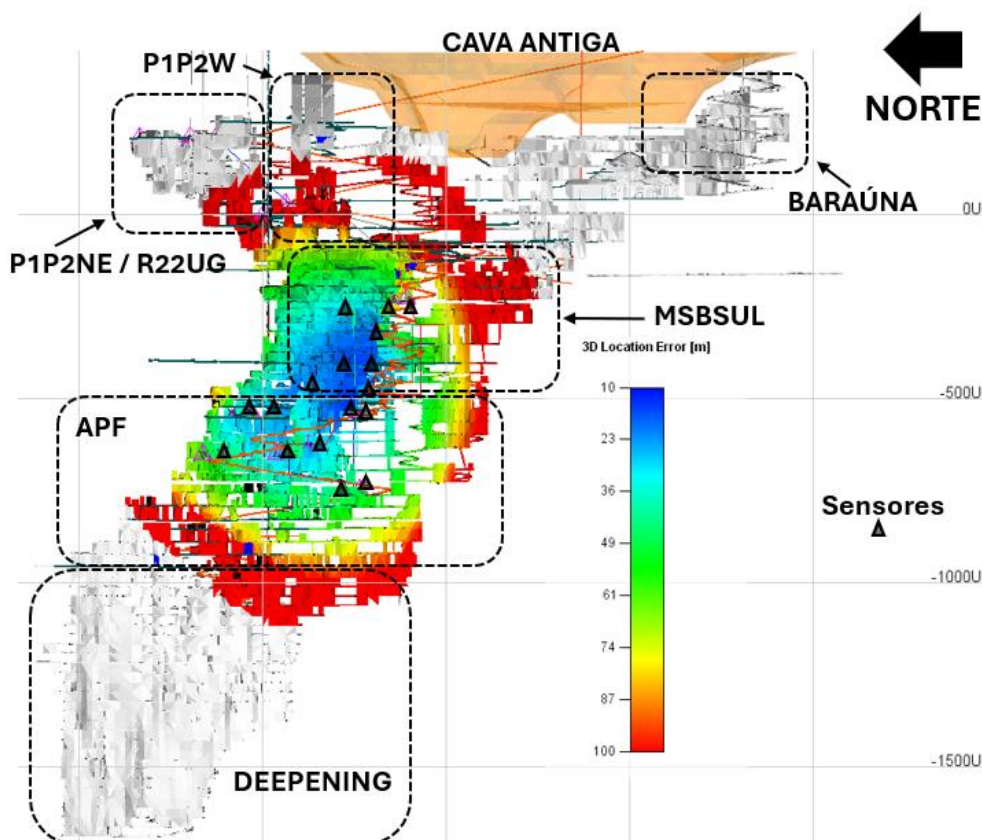 CAVA ANTIGA
P1P2W
NORTE
BARAÚNA
0U
P1P2NE / R22UG
MSBSUL
3D Location Error [m]
10
23
36
49
61
74
87
100
-500U
APF
Sensores
-1000U
-1500U
DEEPENING